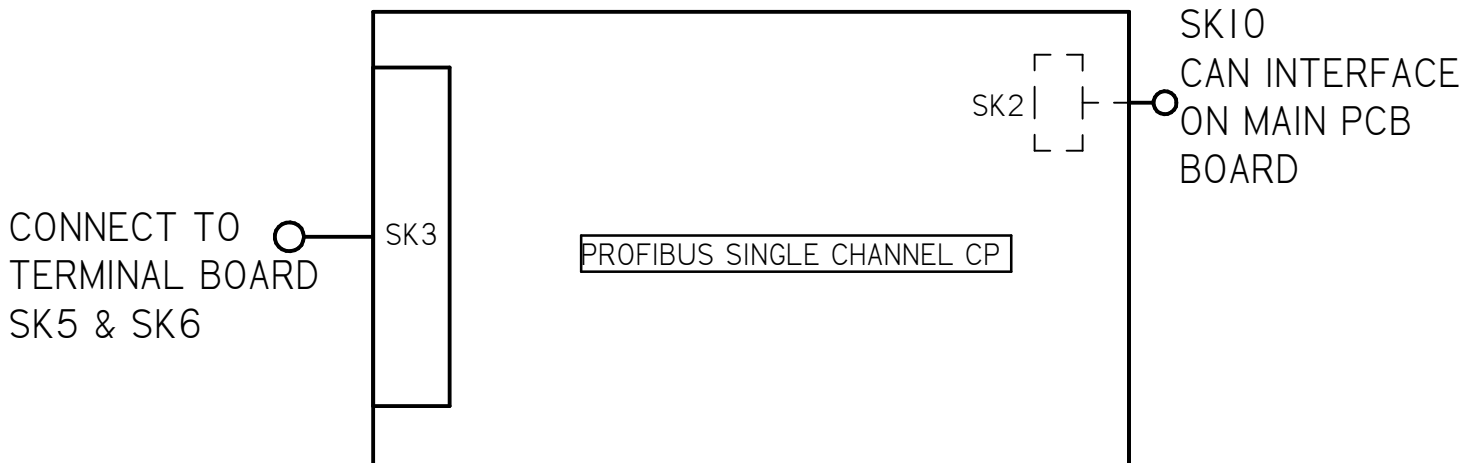 SK10
CAN INTERFACE
ON MAIN PCB
BOARD
SK2
CONNECT TO
TERMINAL BOARD
SK5 & SK6
SK3
PROFIBUS SINGLE CHANNEL CP